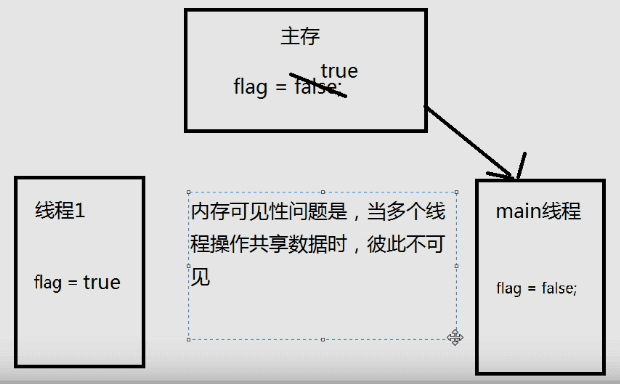 主存
true
flag = false;
线程1
flag = true
内存可见性问题是，当多个线
程操作共享数据时，彼此不可
见
main线程
flag = false;